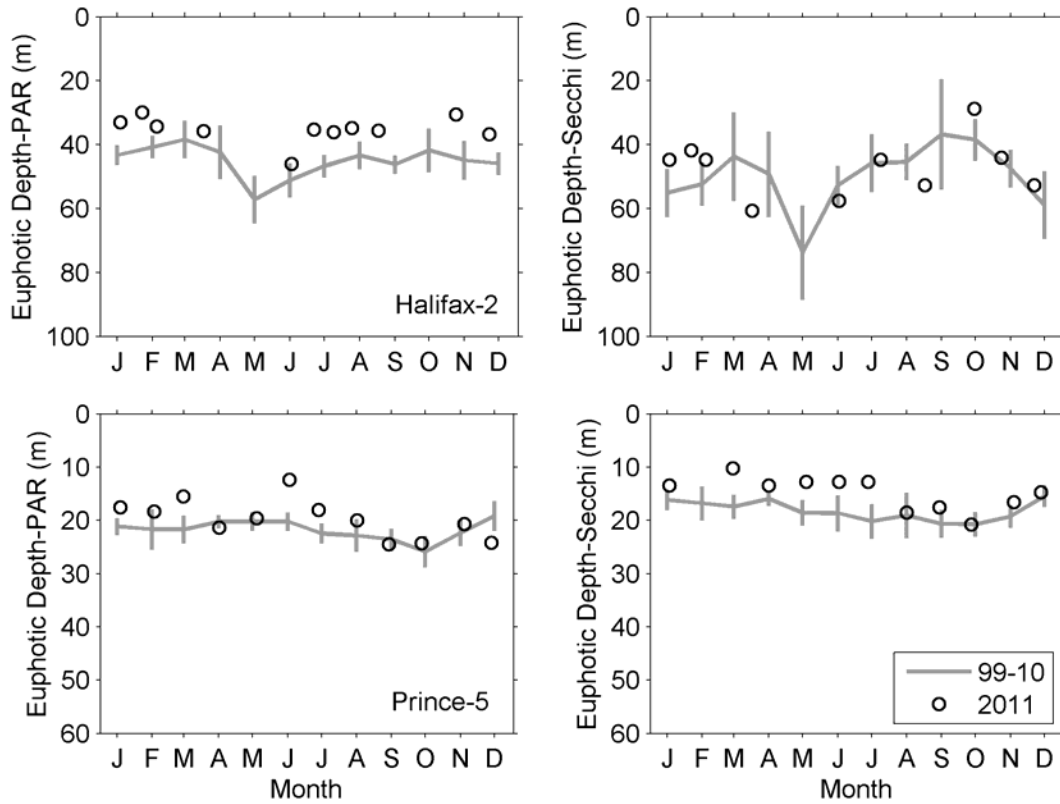 Euphotic Depth-PAR (m)
0
20
40
60
80
100
Halifax-2
J F M A M J J A S O N D
Euphotic Depth-Secchi (m)
0
20
40
60
80
100
J F M A M J J A S O N D
Euphotic Depth-PAR (m)
0
10
20
30
40
50
60
Prince-5
J F M A M J J A S O N D
Month
Euphotic Depth-Secchi (m)
0
10
20
30
40
50
60
99-10
2011
J F M A M J J A S O N D
Month